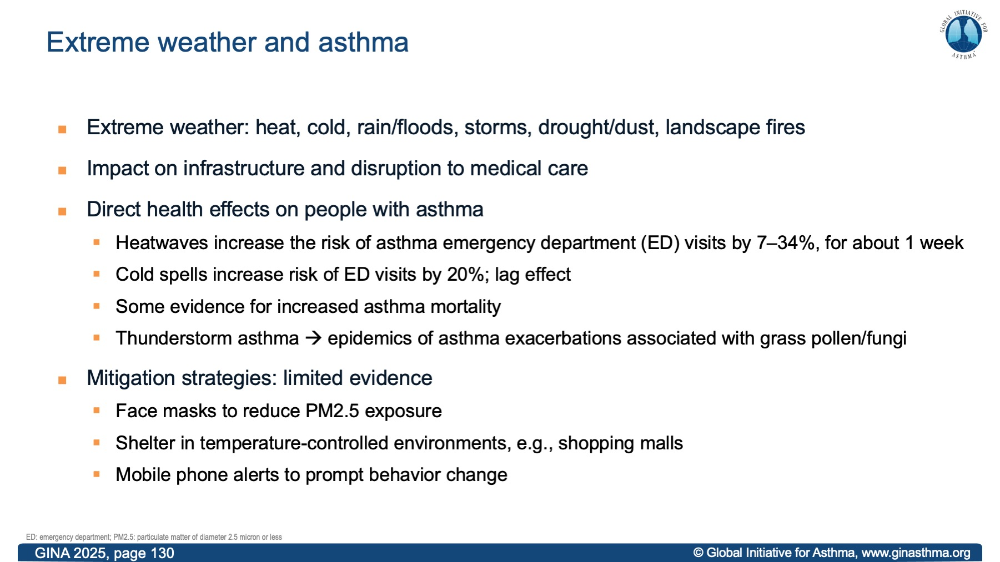 Extreme weather and asthma
GLOBAL INITIATIVE FOR
ASTHMA
■ Extreme weather: heat, cold, rain/floods, storms, drought/dust, landscape fires
■ Impact on infrastructure and disruption to medical care
■ Direct health effects on people with asthma
■ Heatwaves increase the risk of asthma emergency department (ED) visits by 7–34%, for about 1 week
■ Cold spells increase risk of ED visits by 20%; lag effect
■ Some evidence for increased asthma mortality
■ Thunderstorm asthma → epidemics of asthma exacerbations associated with grass pollen/fungi
■ Mitigation strategies: limited evidence
■ Face masks to reduce PM2.5 exposure
■ Shelter in temperature-controlled environments, e.g., shopping malls
■ Mobile phone alerts to prompt behavior change
ED: emergency department; PM2.5: particulate matter of diameter 2.5 micron or less
GINA 2025, page 130
© Global Initiative for Asthma, www.ginasthma.org